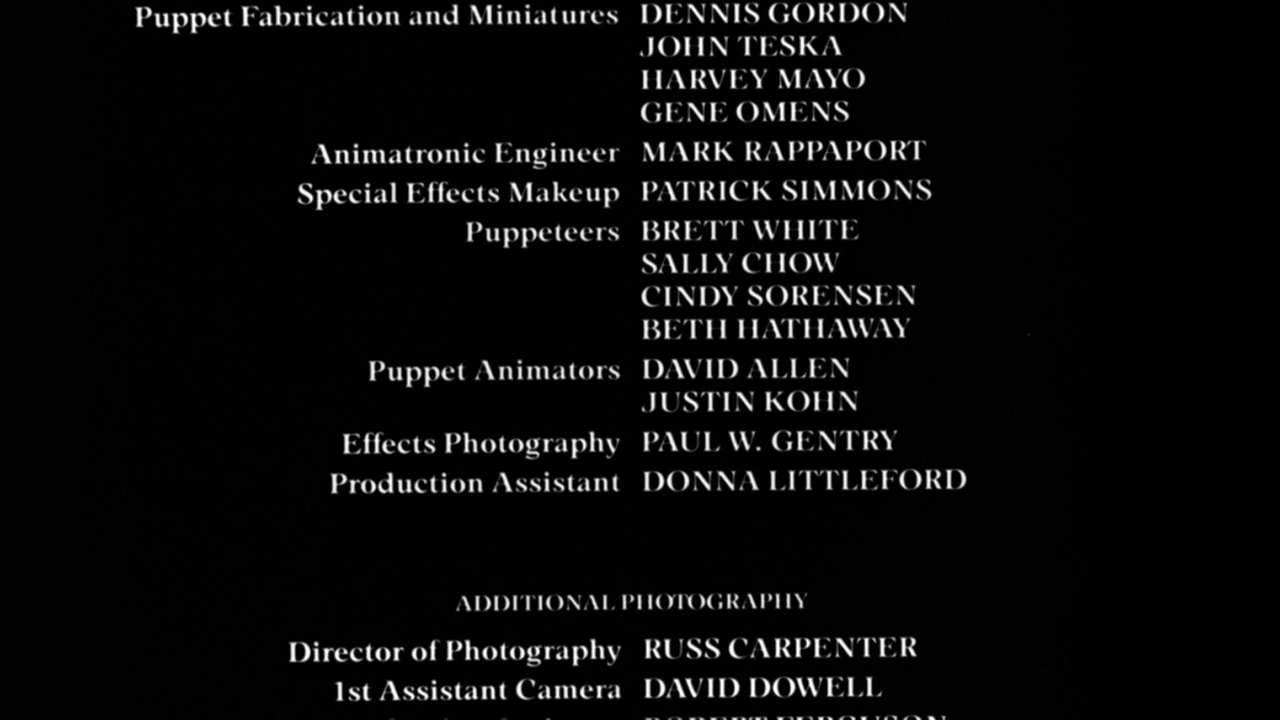 Puppet Fabrication and Miniatures DENNIS GORDON
JOHN TESKA
HARVEY MAYO
GENE OMENS
Animatronic Engineer MARK RAPPAPORT
Special Effects Makeup PATRICK SIMMONS
Puppeteers BRETT WHITE
SALLY CHOW
CINDY SORENSEN
BETH HATHAWAY
Puppet Animators DAVID ALLEN
JUSTIN KOHN
Effects Photography PAUL W. GENTRY
Production Assistant DONNA LITTLEFORD
ADDITIONAL PHOTOGRAPHY
Director of Photography RUSS CARPENTER
1st Assistant Camera DAVID DOWELL
ROBERT FERGUSON